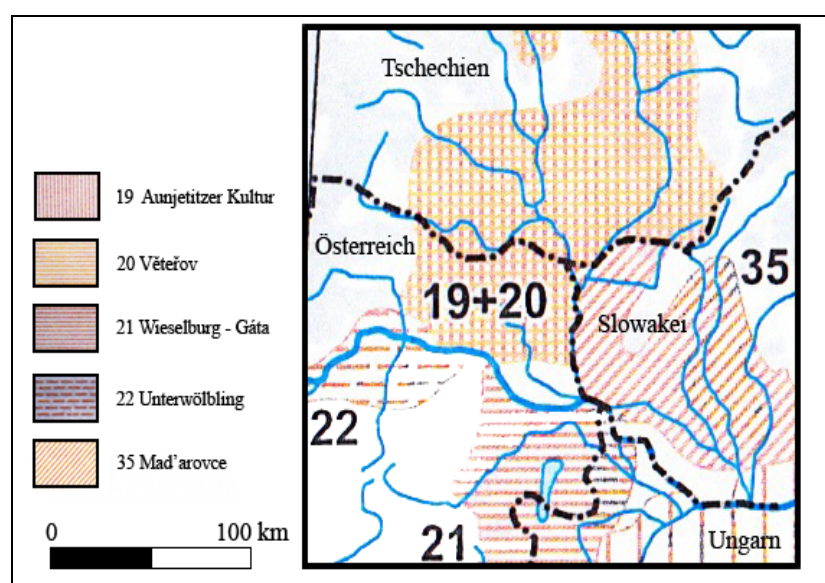 Tschechien
19 Aunjetitzer Kultur
Österreich
20 Věteřov
35
19+20
21 Wieselburg - Gáta
Slowakei
22 Unterwölbling
22
35 Mad'arovce
0 100 km
21
Ungarn